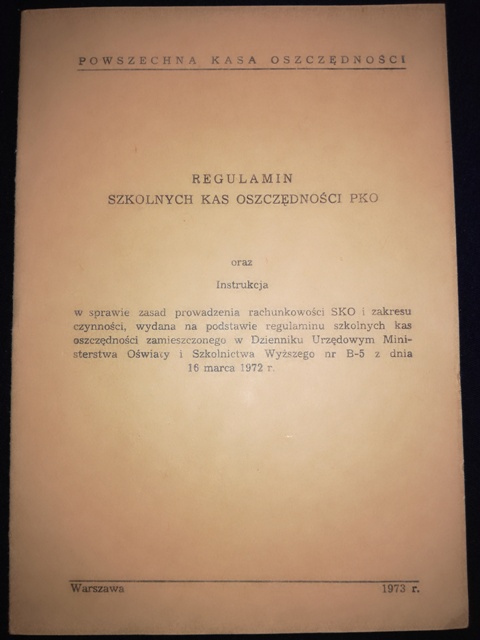 POWSZECHNA KASA OSZCZĘDNOŚCI
REGULAMIN
SZKOLNYCH KAS OSZCZĘDNOŚCI PKO
oraz
Instrukcja
w sprawie zasad prowadzenia rachunkowości SKO i zakresu
czynności, wydana na podstawie regulaminu szkolnych kas
oszczędności zamieszczonego w Dzienniku Urzędowym Mini-
sterstwa Oświaty i Szkolnictwa Wyższego nr B-5 z dnia
16 marca 1972 r.
Warszawa 1973 r.